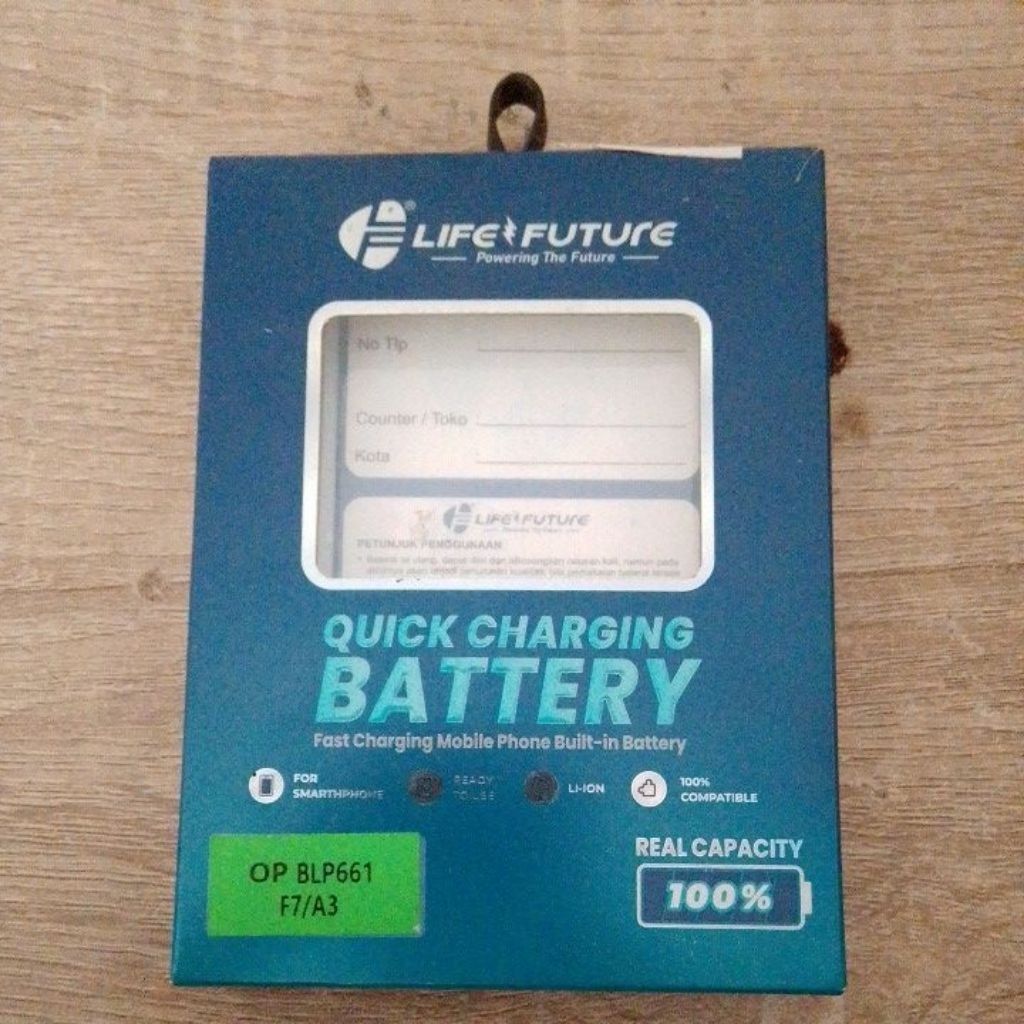 LIFE FUTURE
Powering The Future
No Tlp
Counter / Toko
Kota
LIFE FUTURE
PETUNJUK PENGGUNAAN
QUICK CHARGING
BATTERY
Fast Charging Mobile Phone Built-in Battery
FOR
SMARTHPHONE
READY
TO USE
LI-ION
100%
COMPATIBLE
OP BLP661
F7/A3
REAL CAPACITY
100%